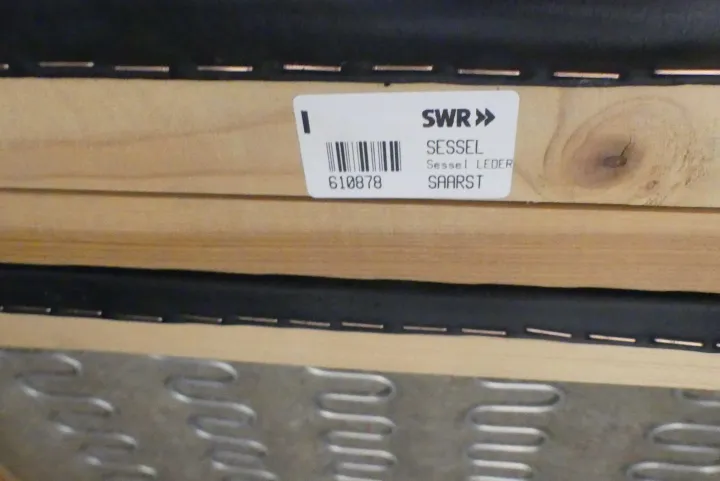 SWR»
SESSEL
Sessel LEDER
610878
SAARST